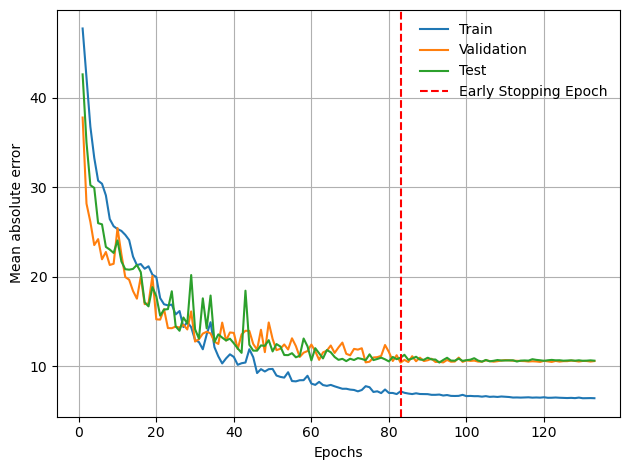 Train
Validation
Test
Early Stopping Epoch
Mean absolute error
40
30
20
10
0 20 40 60 80 100 120
Epochs